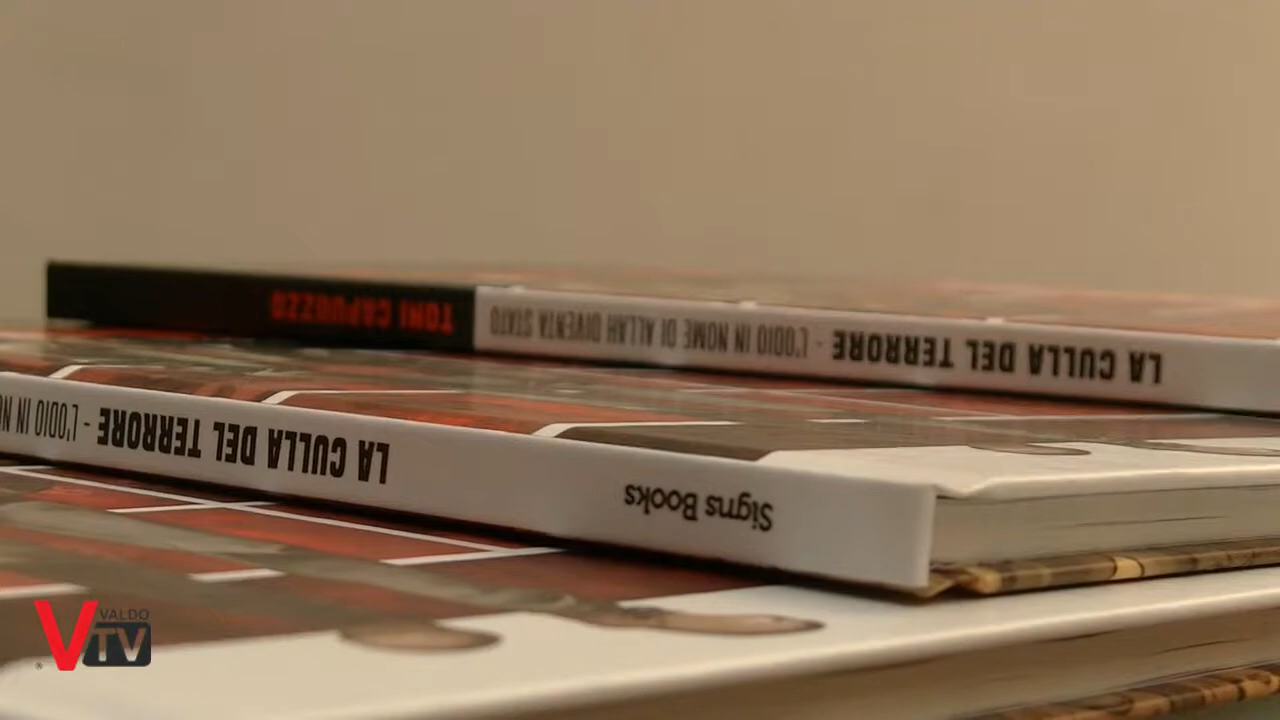 LA CULLA DEL TERRORE - L'ODIO IN NOME DI ALLAH DIVENTA STATO TONI CAPUOZZO
Signs Books LA CULLA DEL TERRORE - L'ODIO IN
V VALDO TV